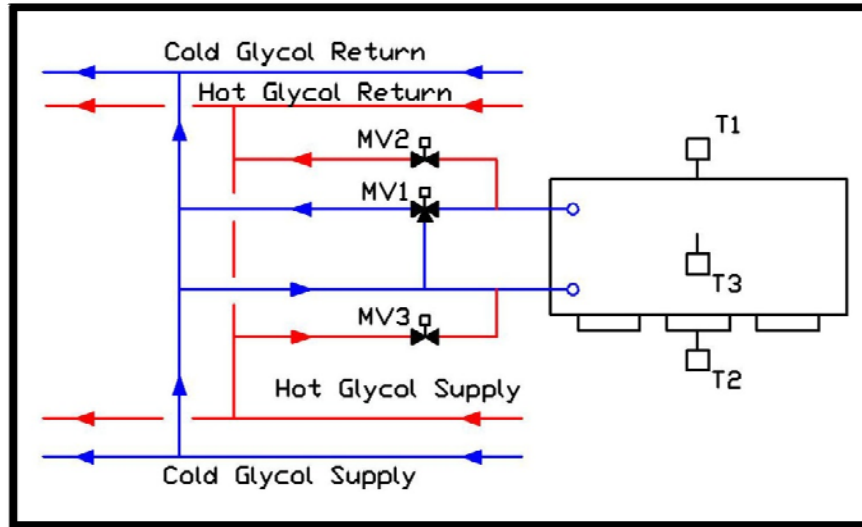 Cold Glycol Return
Hot Glycol Return
T1
MV2
MV1
T3
MV3
T2
Hot Glycol Supply
Cold Glycol Supply